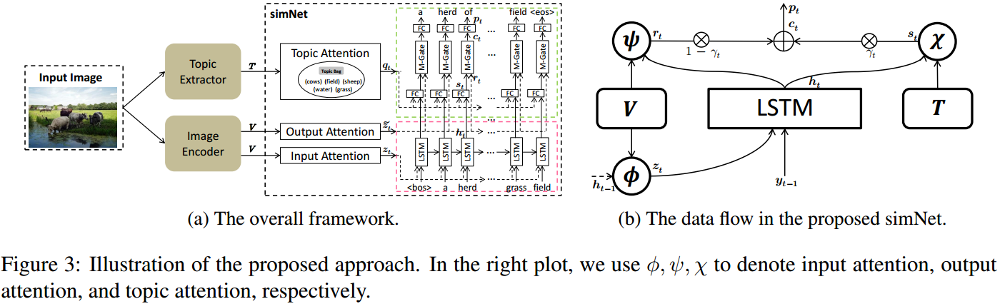 simNet
a herd of field <eos>
p_t
FC FC FC ... FC FC
c_t
Input Image
Topic Extractor
T
Topic Attention
Topic Bag
(cows) (field) (sheep)
(water) (grass)
q_t
M-Gate M-Gate M-Gate ... M-Gate M-Gate
r_t
s_t
FC FC FC ... FC FC
...
Image Encoder
V
Output Attention
z̃_t
...
h_t
V
Input Attention
z_t
LSTM LSTM LSTM ... LSTM LSTM
...
<bos> a herd grass field
(a) The overall framework.
p_t
c_t
ψ r_t 1 − γ_t γ_t s_t χ
h_t
V LSTM T
h_{t−1} ϕ z_t y_{t−1}
(b) The data flow in the proposed simNet.
Figure 3: Illustration of the proposed approach. In the right plot, we use ϕ, ψ, χ to denote input attention, output
attention, and topic attention, respectively.